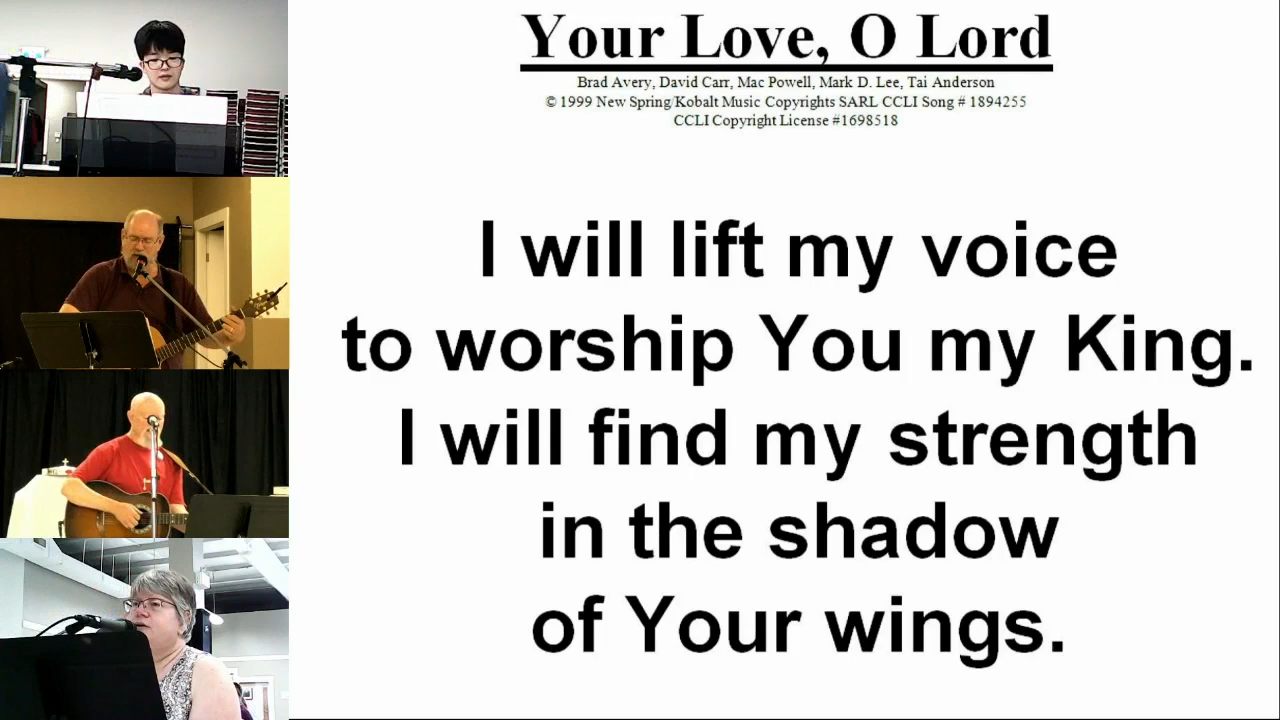 Your Love, O Lord
Brad Avery, David Carr, Mac Powell, Mark D. Lee, Tai Anderson
© 1999 New Spring/Kobalt Music Copyrights SARL CCLI Song # 1894255
CCLI Copyright License #1698518
I will lift my voice
to worship You my King.
I will find my strength
in the shadow
of Your wings.